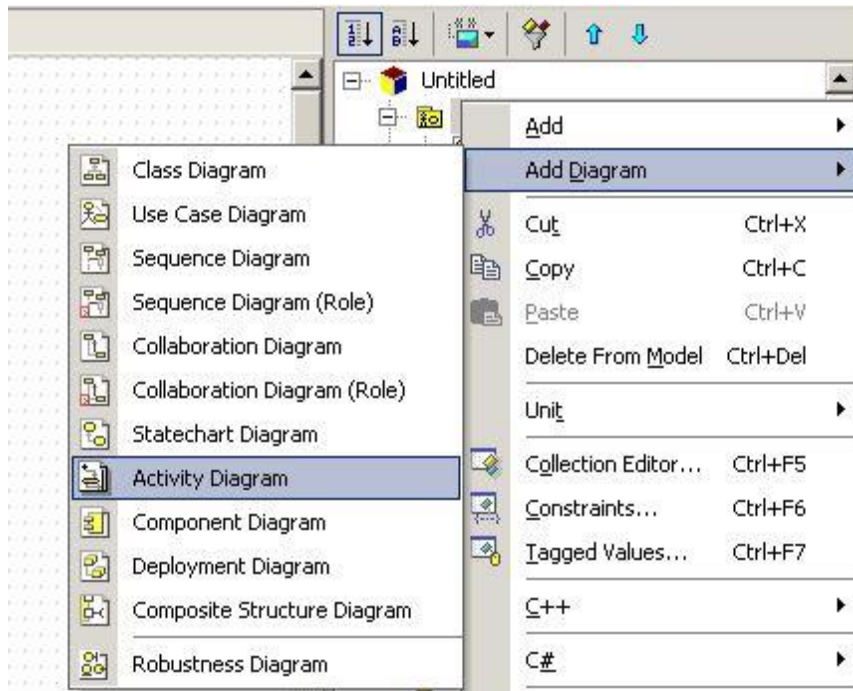 Untitled
Add
Add Diagram
Cut Ctrl+X
Copy Ctrl+C
Paste Ctrl+V
Delete From Model Ctrl+Del
Unit
Collection Editor... Ctrl+F5
Constraints... Ctrl+F6
Tagged Values... Ctrl+F7
C++
C#
Class Diagram
Use Case Diagram
Sequence Diagram
Sequence Diagram (Role)
Collaboration Diagram
Collaboration Diagram (Role)
Statechart Diagram
Activity Diagram
Component Diagram
Deployment Diagram
Composite Structure Diagram
Robustness Diagram